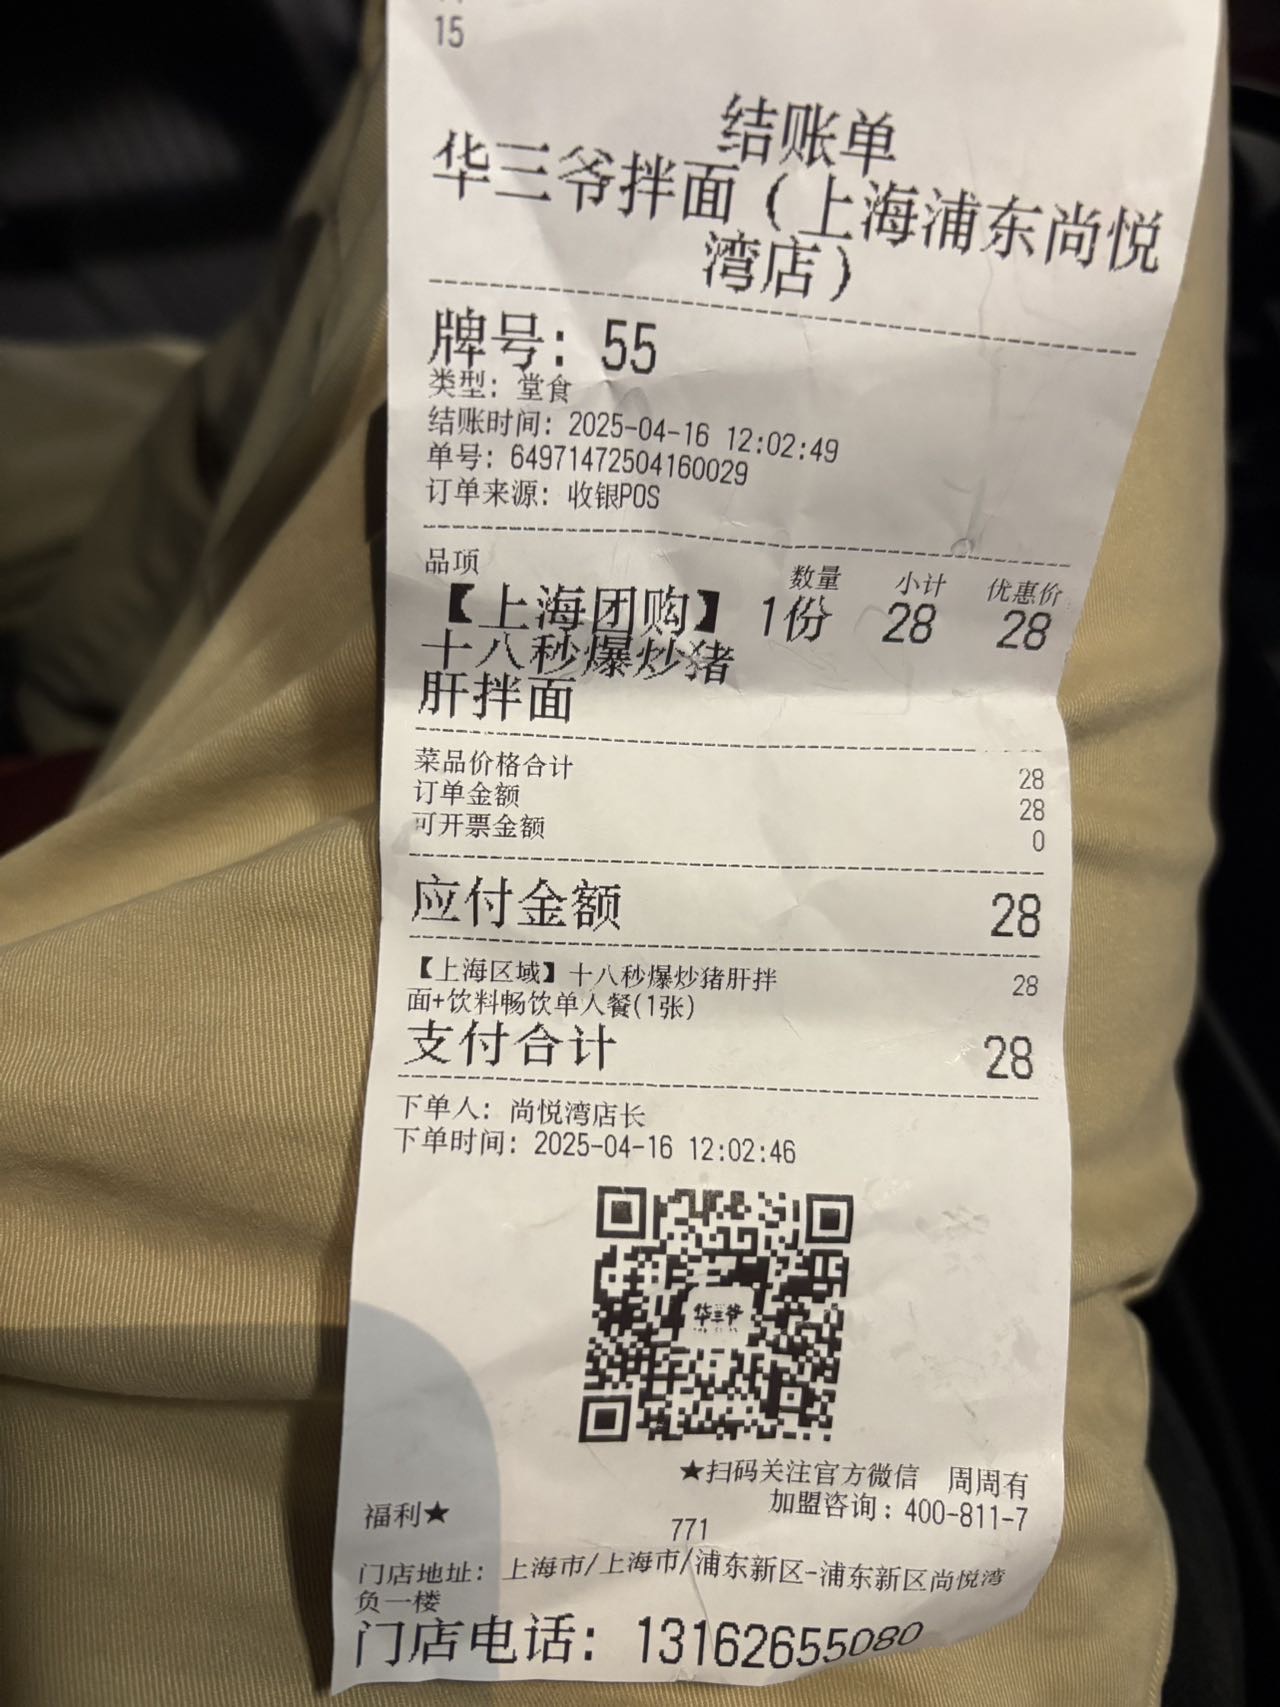 15
结账单
华三爷拌面（上海浦东尚悦
湾店）
牌号：55
类型：堂食
结账时间：2025-04-16 12:02:49
单号：64971472504160029
订单来源：收银POS
品项 数量 小计 优惠价
【上海团购】 1份 28 28
十八秒爆炒猪
肝拌面
菜品价格合计 28
订单金额 28
可开票金额 0
应付金额 28
【上海区域】十八秒爆炒猪肝拌 28
面+饮料畅饮单人餐(1张)
支付合计 28
下单人：尚悦湾店长
下单时间：2025-04-16 12:02:46
华三爷
★扫码关注官方微信 周周有
福利★
加盟咨询：400-811-7
771
门店地址：上海市/上海市/浦东新区-浦东新区尚悦湾
负一楼
门店电话：13162655080